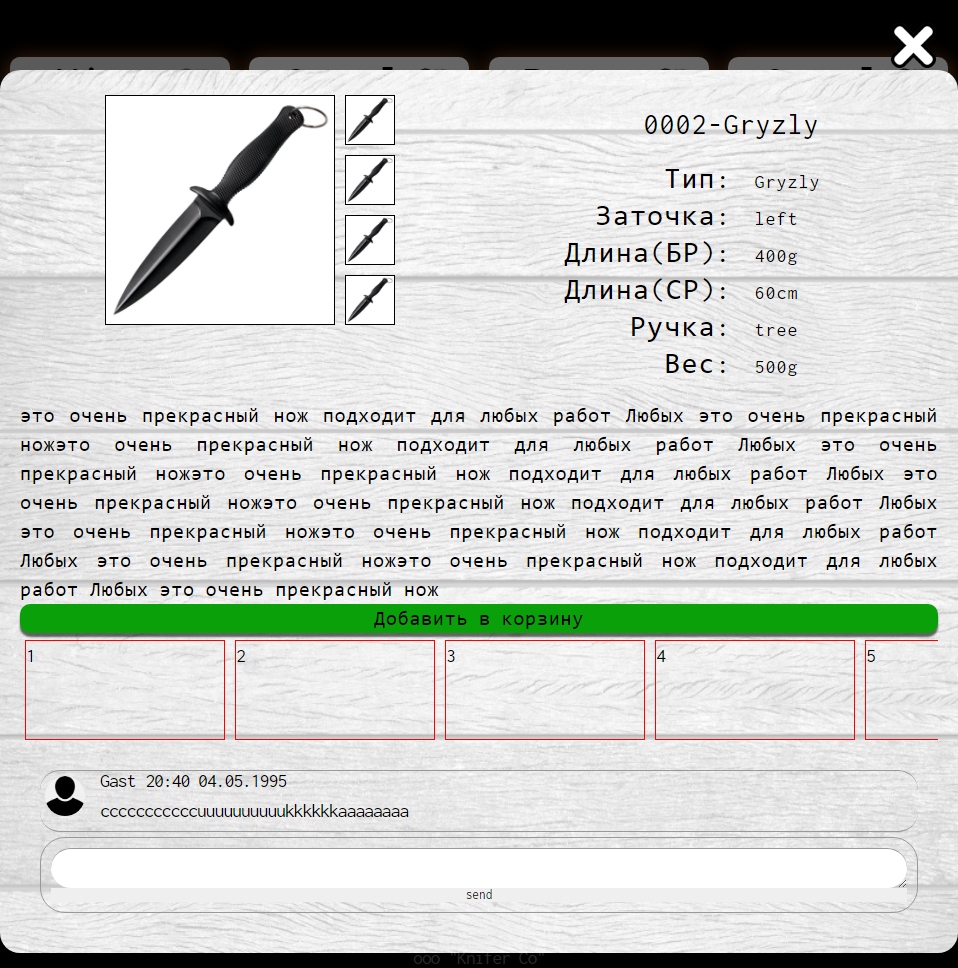 0002-Gryzly
Тип: Gryzly
Заточка: left
Длина(БР): 400g
Длина(СР): 60cm
Ручка: tree
Вес: 500g
это очень прекрасный нож подходит для любых работ Любых это очень прекрасный
ножэто очень прекрасный нож подходит для любых работ Любых это очень
прекрасный ножэто очень прекрасный нож подходит для любых работ Любых это
очень прекрасный ножэто очень прекрасный нож подходит для любых работ Любых
это очень прекрасный ножэто очень прекрасный нож подходит для любых работ
Любых это очень прекрасный ножэто очень прекрасный нож подходит для любых
работ Любых это очень прекрасный нож
Добавить в корзину
1 2 3 4 5
Gast 20:40 04.05.1995
cccccccccccuuuuuuuuuukkkkkkaaaaaaaa
send
ооо "Knifer Co"